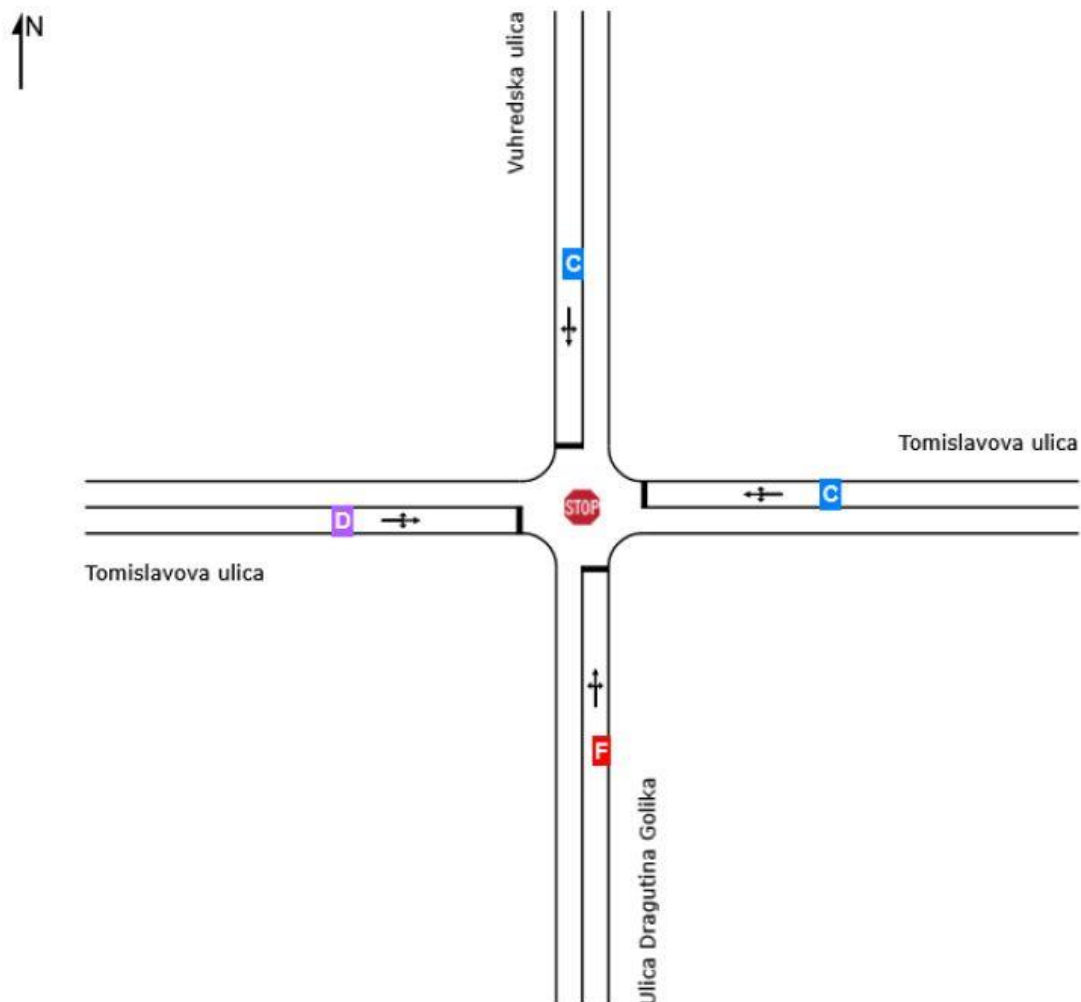 N
Vuhredska ulica
C
Tomislavova ulica
C
STOP
D
Tomislavova ulica
F
Ulica Dragutina Golika